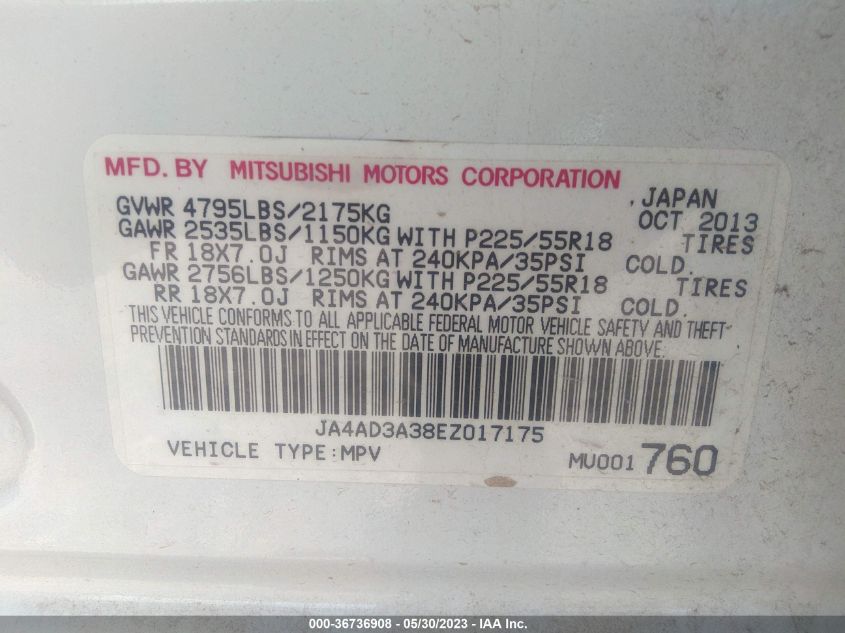 MFD. BY MITSUBISHI MOTORS CORPORATION
, JAPAN
GVWR 4795LBS/2175KG OCT 2013
GAWR 2535LBS/1150KG WITH P225/55R18 TIRES
FR 18X7.0J RIMS AT 240KPA/35PSI COLD.
GAWR 2756LBS/1250KG WITH P225/55R18 TIRES
RR 18X7.0J RIMS AT 240KPA/35PSI COLD.
THIS VEHICLE CONFORMS TO ALL APPLICABLE FEDERAL MOTOR VEHICLE SAFETY AND THEFT
PREVENTION STANDARDS IN EFFECT ON THE DATE OF MANUFACTURE SHOWN ABOVE.
JA4AD3A38EZ017175
VEHICLE TYPE:MPV MU001 760
000-36736908 - 05/30/2023 - IAA Inc.